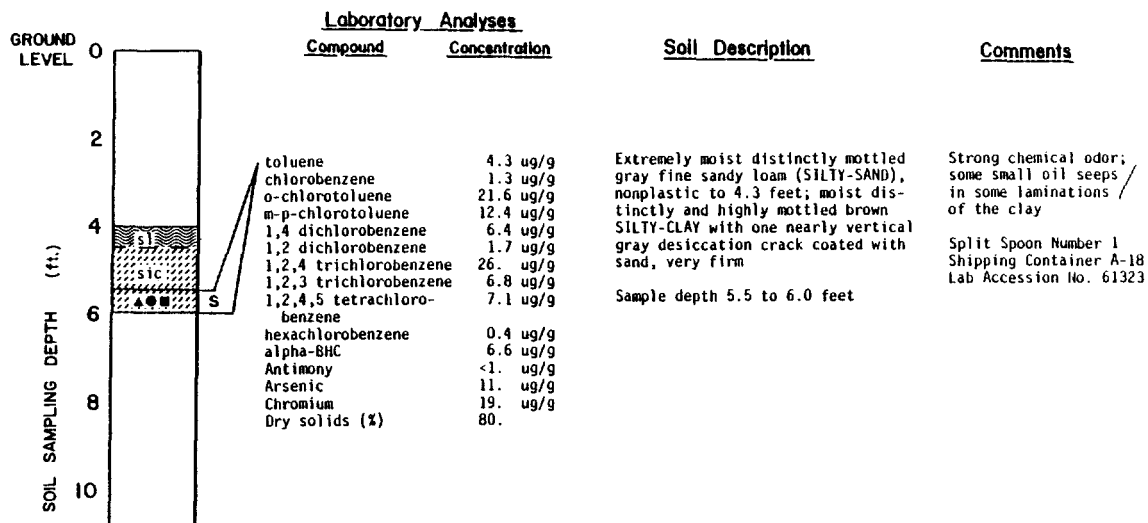 Laboratory Analyses
GROUND LEVEL
Compound
Concentration
Soil Description
Comments
0
2
4
6
8
10
SOIL SAMPLING DEPTH (ft.)
sl
sic
S
toluene 4.3 ug/g
chlorobenzene 1.3 ug/g
o-chlorotoluene 21.6 ug/g
m-p-chlorotoluene 12.4 ug/g
1,4 dichlorobenzene 6.4 ug/g
1,2 dichlorobenzene 1.7 ug/g
1,2,4 trichlorobenzene 26. ug/g
1,2,3 trichlorobenzene 6.8 ug/g
1,2,4,5 tetrachloro- 7.1 ug/g
benzene
hexachlorobenzene 0.4 ug/g
alpha-BHC 6.6 ug/g
Antimony <1. ug/g
Arsenic 11. ug/g
Chromium 19. ug/g
Dry solids (%) 80.
Extremely moist distinctly mottled
gray fine sandy loam (SILTY-SAND),
nonplastic to 4.3 feet; moist dis-
tinctly and highly mottled brown
SILTY-CLAY with one nearly vertical
gray desiccation crack coated with
sand, very firm
Sample depth 5.5 to 6.0 feet
Strong chemical odor;
some small oil seeps
in some laminations
of the clay
Split Spoon Number 1
Shipping Container A-18
Lab Accession No. 61323